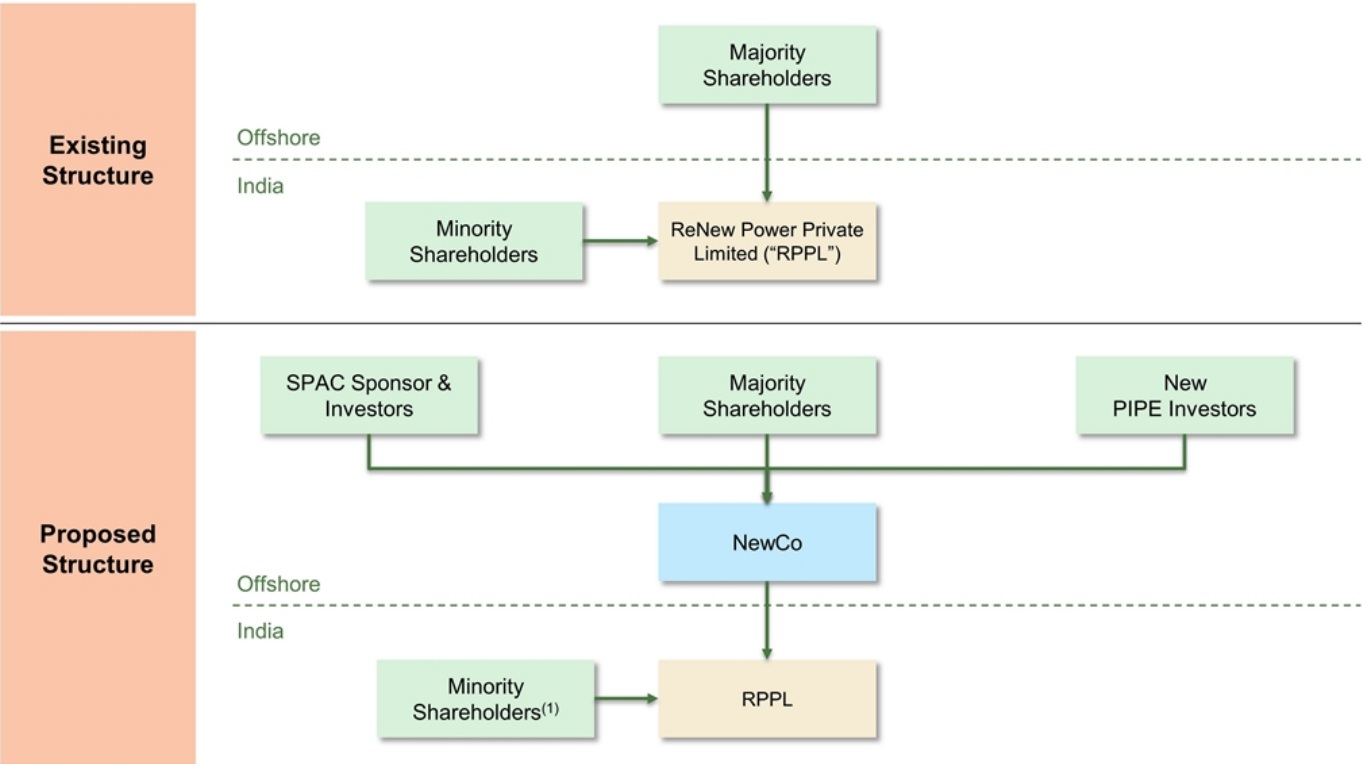 Existing
Structure
Majority
Shareholders
Offshore
India
Minority
Shareholders
ReNew Power Private
Limited (“RPPL”)
Proposed
Structure
SPAC Sponsor &
Investors
Majority
Shareholders
New
PIPE Investors
NewCo
Offshore
India
Minority
Shareholders(1)
RPPL